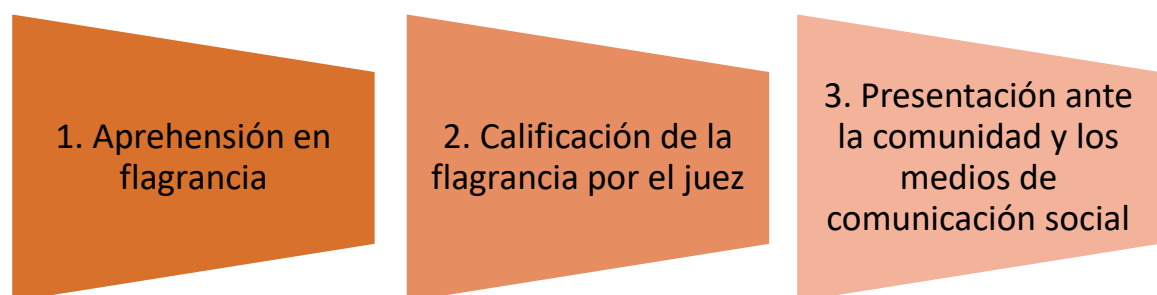 1. Aprehensión en
flagrancia
2. Calificación de la
flagrancia por el juez
3. Presentación ante
la comunidad y los
medios de
comunicación social